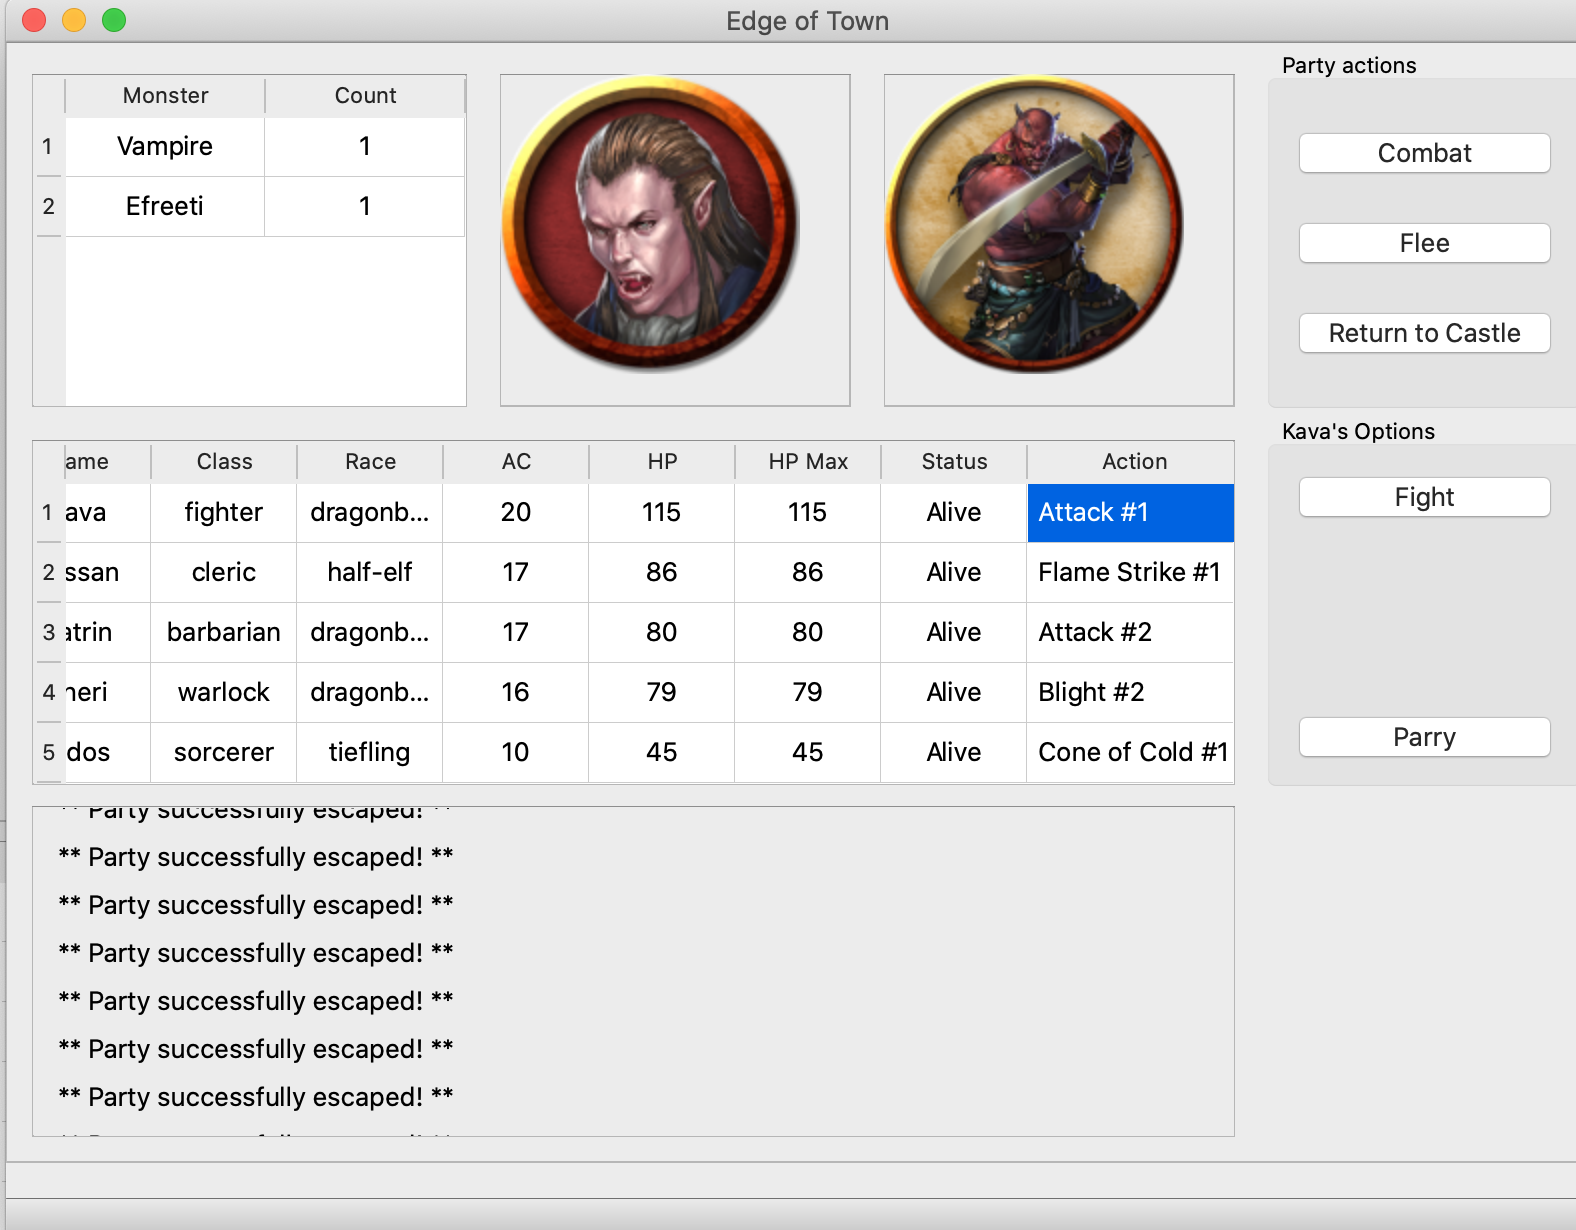 Edge of Town
Monster Count
1 Vampire 1
2 Efreeti 1
Party actions
Combat
Flee
Return to Castle
ame Class Race AC HP HP Max Status Action
1 ava fighter dragonb... 20 115 115 Alive Attack #1
2 ssan cleric half-elf 17 86 86 Alive Flame Strike #1
3 atrin barbarian dragonb... 17 80 80 Alive Attack #2
4 neri warlock dragonb... 16 79 79 Alive Blight #2
5 dos sorcerer tiefling 10 45 45 Alive Cone of Cold #1
Kava's Options
Fight
Parry
** Party successfully escaped! **
** Party successfully escaped! **
** Party successfully escaped! **
** Party successfully escaped! **
** Party successfully escaped! **
** Party successfully escaped! **
** Party successfully escaped! **